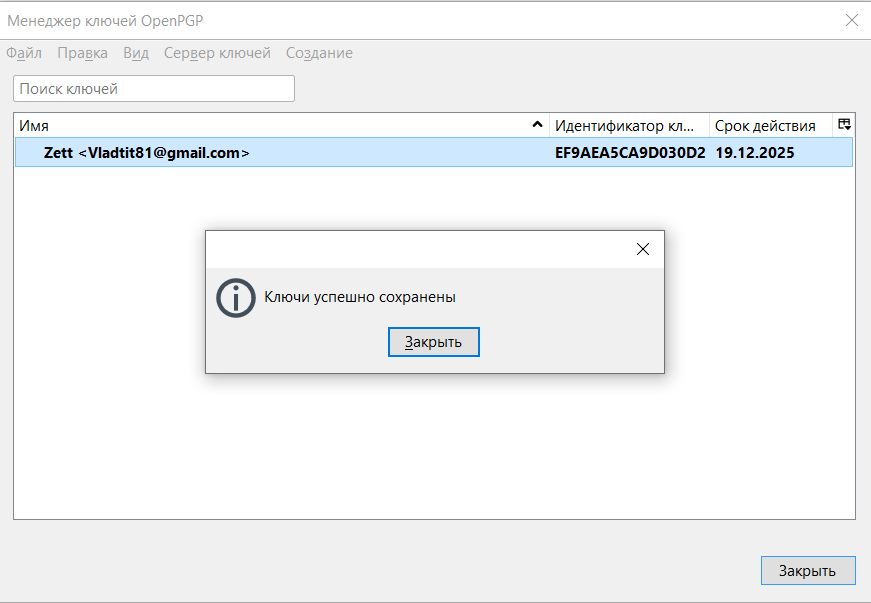 Менеджер ключей OpenPGP
Файл Правка Вид Сервер ключей Создание
Поиск ключей
Имя Идентификатор кл... Срок действия
Zett <Vladtit81@gmail.com> EF9AEA5CA9D030D2 19.12.2025
Ключи успешно сохранены
Закрыть
Закрыть